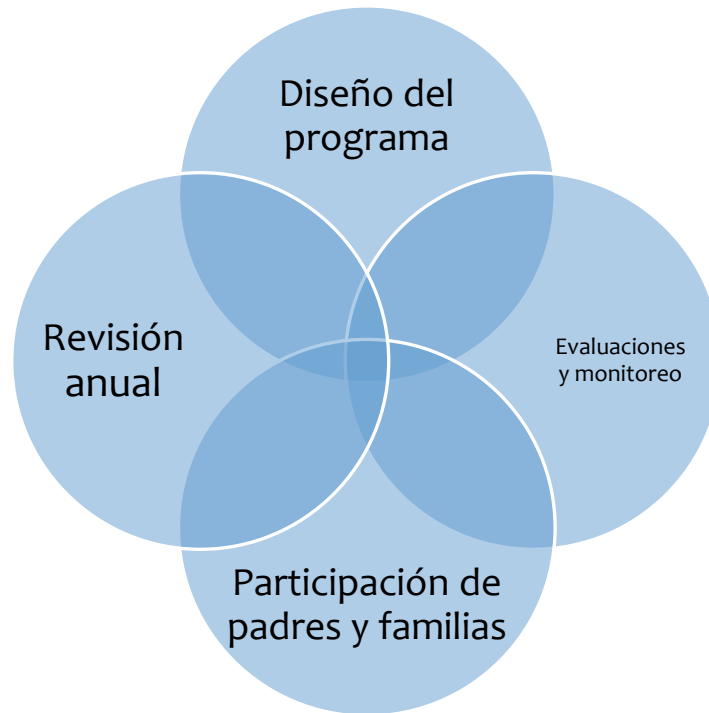 Diseño del
programa
Revisión
anual
Evaluaciones
y monitoreo
Participación de
padres y familias